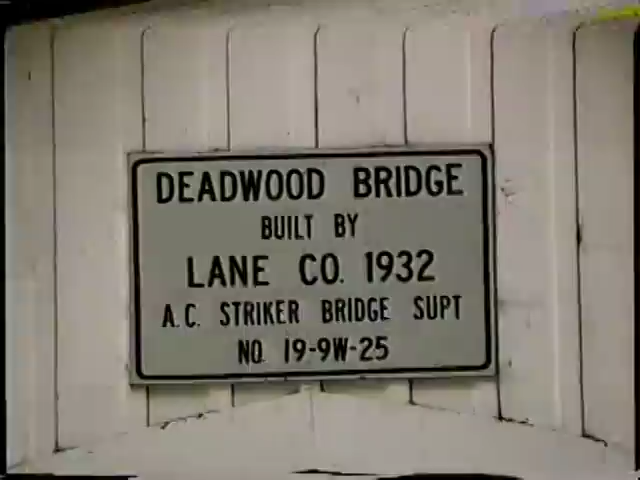 DEADWOOD BRIDGE
BUILT BY
LANE CO. 1932
A.C. STRIKER BRIDGE SUPT
NO. 19-9W-25